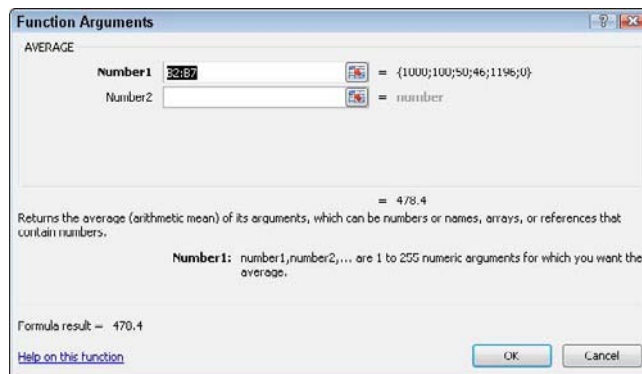 Function Arguments
AVERAGE
Number1 B2:B7 = {1000;100;50;46;1196;0}
Number2 = number
= 478.4
Returns the average (arithmetic mean) of its arguments, which can be numbers or names, arrays, or references that
contain numbers.
Number1: number1,number2,... are 1 to 255 numeric arguments for which you want the
average.
Formula result = 478.4
Help on this function
OK Cancel